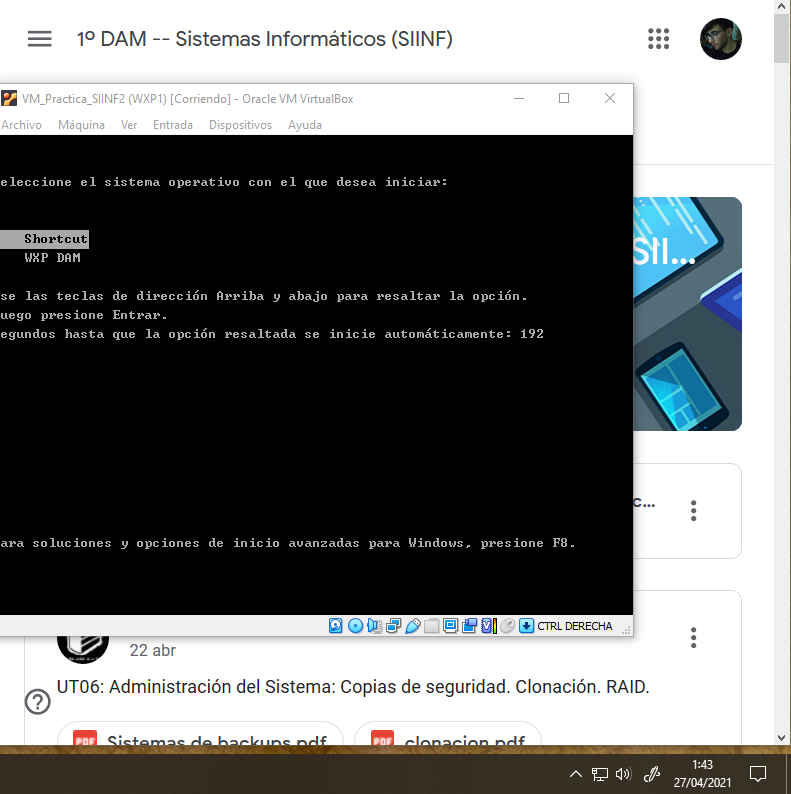 1º DAM -- Sistemas Informáticos (SIINF)
VM_Practica_SIINF2 (WXP1) [Corriendo] - Oracle VM VirtualBox
Archivo Máquina Ver Entrada Dispositivos Ayuda
eleccione el sistema operativo con el que desea iniciar:
SII...
Shortcut
WXP DAM
se las teclas de dirección Arriba y abajo para resaltar la opción.
uego presione Entrar.
egundos hasta que la opción resaltada se inicie automáticamente: 192
c...
ara soluciones y opciones de inicio avanzadas para Windows, presione F8.
CTRL DERECHA
22 abr
UT06: Administración del Sistema: Copias de seguridad. Clonación. RAID.
PDF Sistemas de backups.pdf PDF clonacion.pdf
1:43
27/04/2021